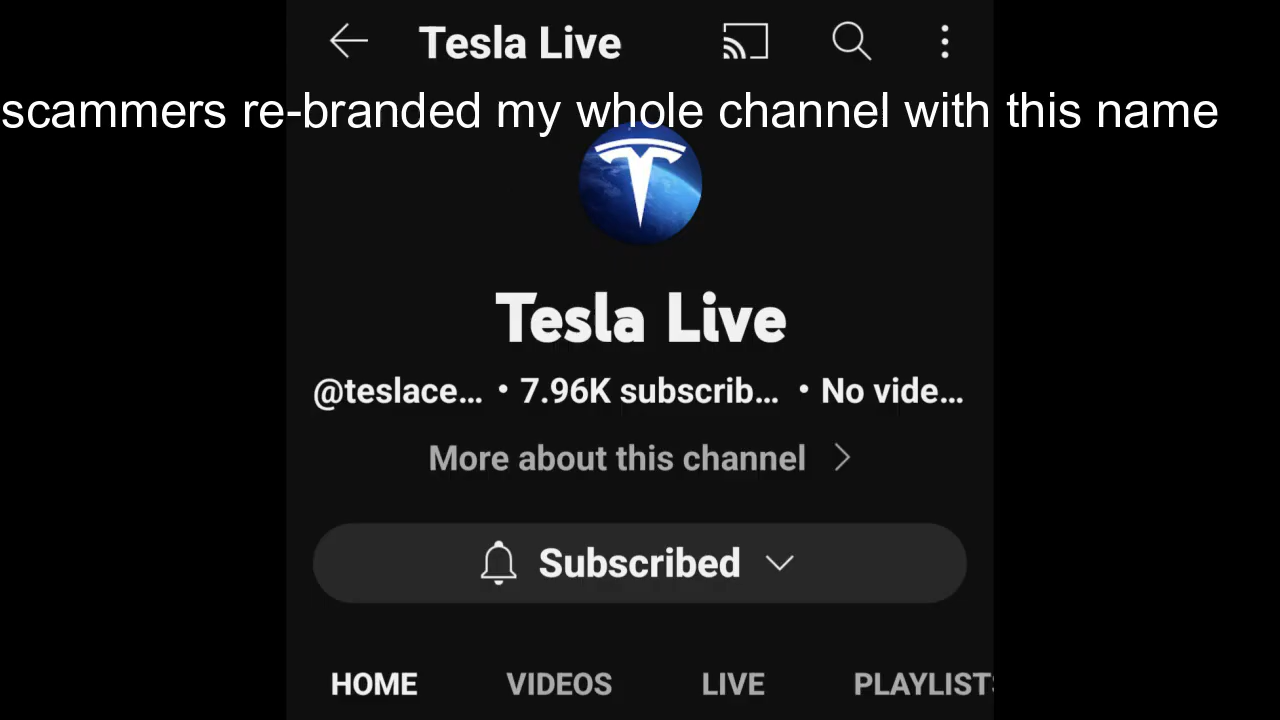 Tesla Live
scammers re-branded my whole channel with this name
Tesla Live
@teslace... • 7.96K subscrib... • No vide...
More about this channel
Subscribed
HOME VIDEOS LIVE PLAYLISTS